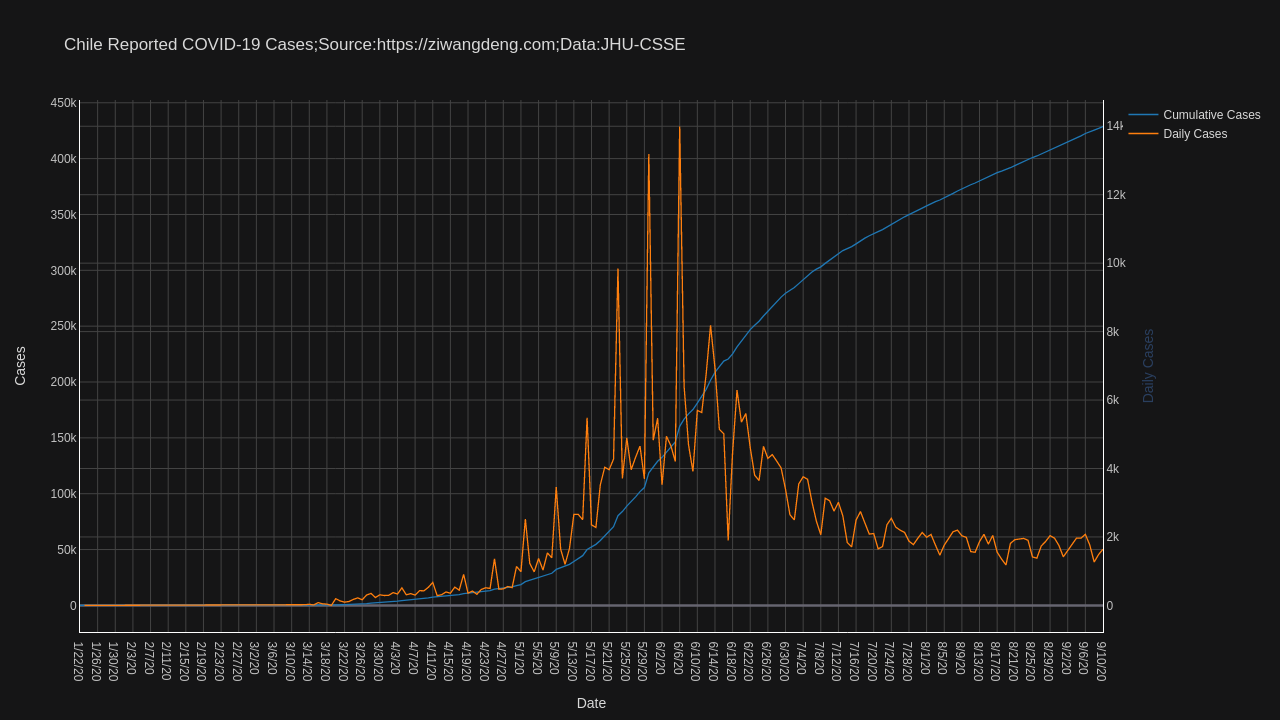 Chile Reported COVID-19 Cases;Source:https://ziwangdeng.com;Data:JHU-CSSE
450k
400k
350k
300k
250k
200k
150k
100k
50k
0
Cases
14k
12k
10k
8k
6k
4k
2k
0
Daily Cases
Cumulative Cases
Daily Cases
1/22/20
1/26/20
1/30/20
2/3/20
2/7/20
2/11/20
2/15/20
2/19/20
2/23/20
2/27/20
3/2/20
3/6/20
3/10/20
3/14/20
3/18/20
3/22/20
3/26/20
3/30/20
4/3/20
4/7/20
4/11/20
4/15/20
4/19/20
4/23/20
4/27/20
5/1/20
5/5/20
5/9/20
5/13/20
5/17/20
5/21/20
5/25/20
5/29/20
6/2/20
6/6/20
6/10/20
6/14/20
6/18/20
6/22/20
6/26/20
6/30/20
7/4/20
7/8/20
7/12/20
7/16/20
7/20/20
7/24/20
7/28/20
8/1/20
8/5/20
8/9/20
8/13/20
8/17/20
8/21/20
8/25/20
8/29/20
9/2/20
9/6/20
9/10/20
Date